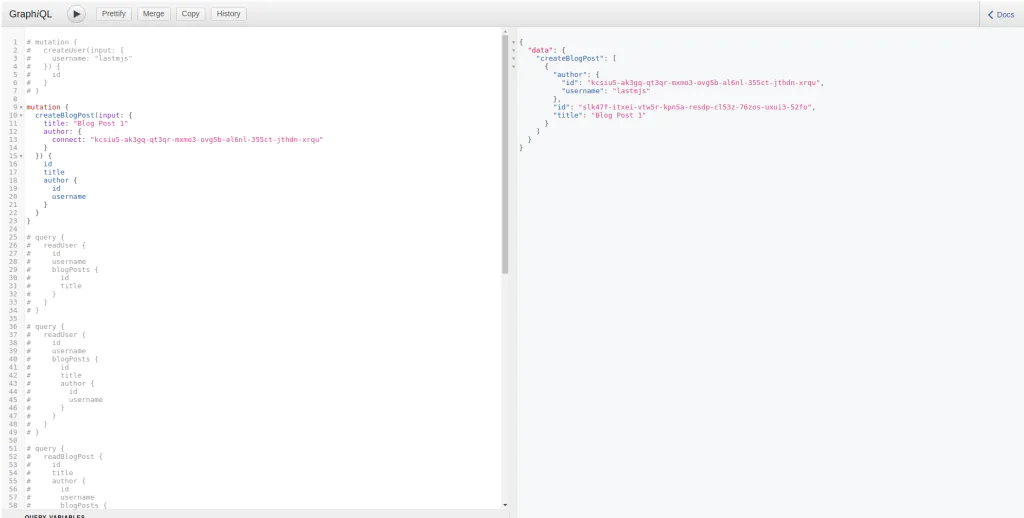 GraphiQL
Prettify
Merge
Copy
History
Docs
1 # mutation {
2 #   createUser(input: {
3 #     username: "lastmjs"
4 #   }) {
5 #     id
6 #   }
7 # }
8
9 mutation {
10   createBlogPost(input: {
11     title: "Blog Post 1"
12     author: {
13       connect: "kcsiu5-ak3gq-qt3qr-mxmo3-ovg5b-al6nl-355ct-jthdn-xrqu"
14     }
15   }) {
16     id
17     title
18     author {
19       id
20       username
21     }
22   }
23 }
24
25 # query {
26 #   readUser {
27 #     id
28 #     username
29 #     blogPosts {
30 #       id
31 #       title
32 #     }
33 #   }
34 # }
35
36 # query {
37 #   readUser {
38 #     id
39 #     username
40 #     blogPosts {
41 #       id
42 #       title
43 #       author {
44 #         id
45 #         username
46 #       }
47 #     }
48 #   }
49 # }
50
51 # query {
52 #   readBlogPost {
53 #     id
54 #     title
55 #     author {
56 #       id
57 #       username
58 #       blogPosts {
QUERY VARIABLES
{
  "data": {
    "createBlogPost": [
      {
        "author": {
          "id": "kcsiu5-ak3gq-qt3qr-mxmo3-ovg5b-al6nl-355ct-jthdn-xrqu",
          "username": "lastmjs"
        },
        "id": "slk47f-itxei-vtw5r-kpn5a-resdp-cl53z-76zos-uxui3-52fo",
        "title": "Blog Post 1"
      }
    ]
  }
}